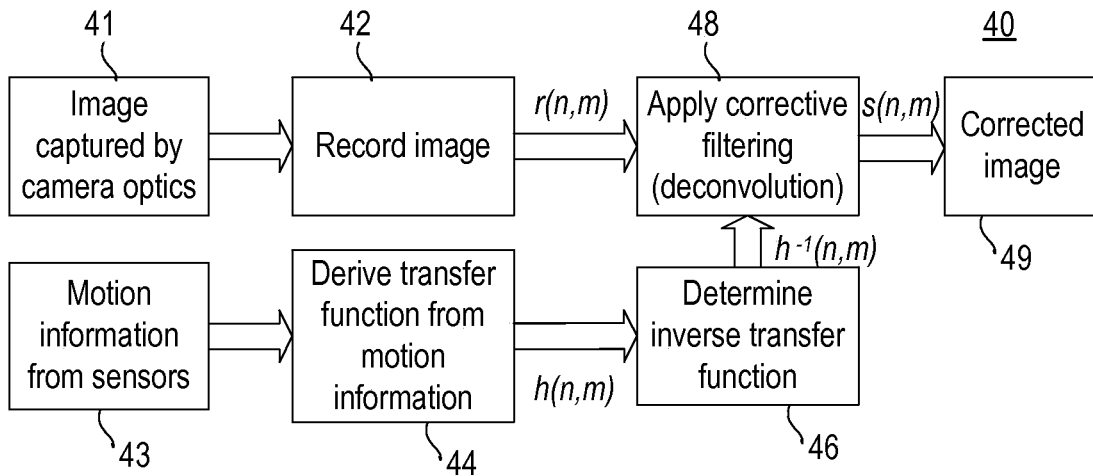 41
42
48
40
Image
captured by
camera optics
Record image
r(n,m)
Apply corrective
filtering
(deconvolution)
s(n,m)
Corrected
image
h⁻¹(n,m)
49
Motion
information
from sensors
Derive transfer
function from
motion
information
h(n,m)
Determine
inverse transfer
function
43
44
46